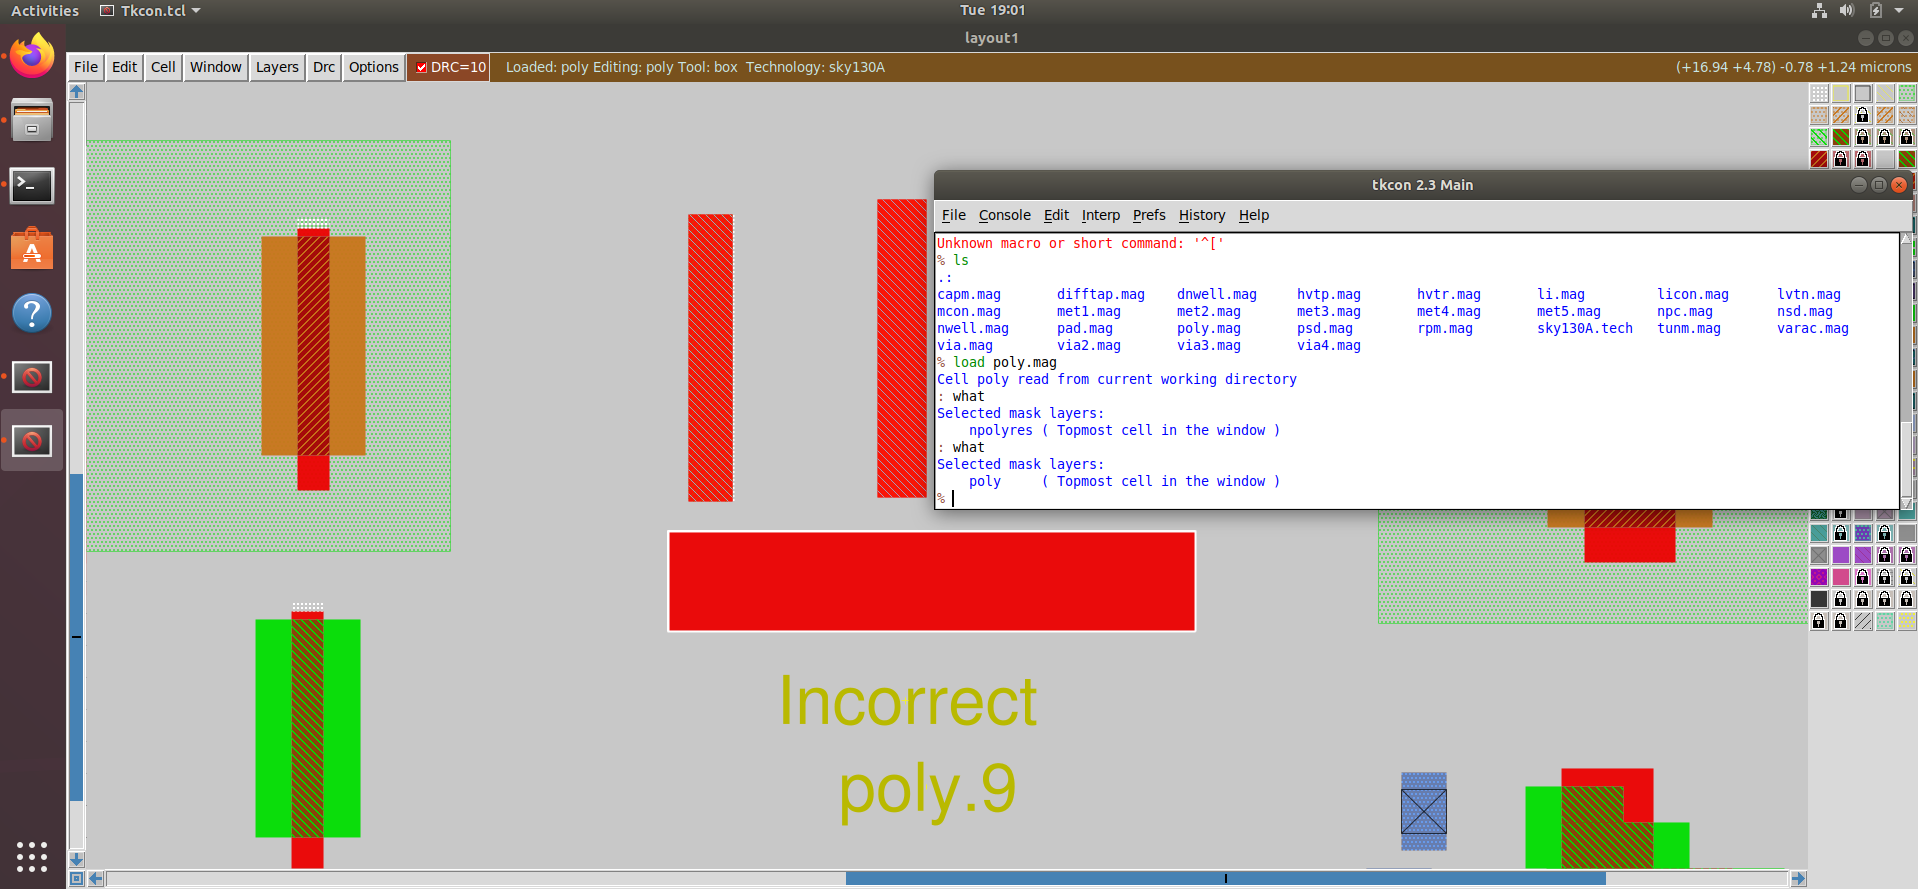 Activities Tkcon.tcl Tue 19:01
layout1
File Edit Cell Window Layers Drc Options DRC=10 Loaded: poly Editing: poly Tool: box Technology: sky130A (+16.94 +4.78) -0.78 +1.24 microns
tkcon 2.3 Main
File Console Edit Interp Prefs History Help
Unknown macro or short command: '^['
% ls
.:
capm.mag difftap.mag dnwell.mag hvtp.mag hvtr.mag li.mag licon.mag lvtn.mag
mcon.mag met1.mag met2.mag met3.mag met4.mag met5.mag npc.mag nsd.mag
nwell.mag pad.mag poly.mag psd.mag rpm.mag sky130A.tech tunm.mag varac.mag
via.mag via2.mag via3.mag via4.mag
% load poly.mag
Cell poly read from current working directory
: what
Selected mask layers:
npolyres ( Topmost cell in the window )
: what
Selected mask layers:
poly ( Topmost cell in the window )
%
Incorrect
poly.9